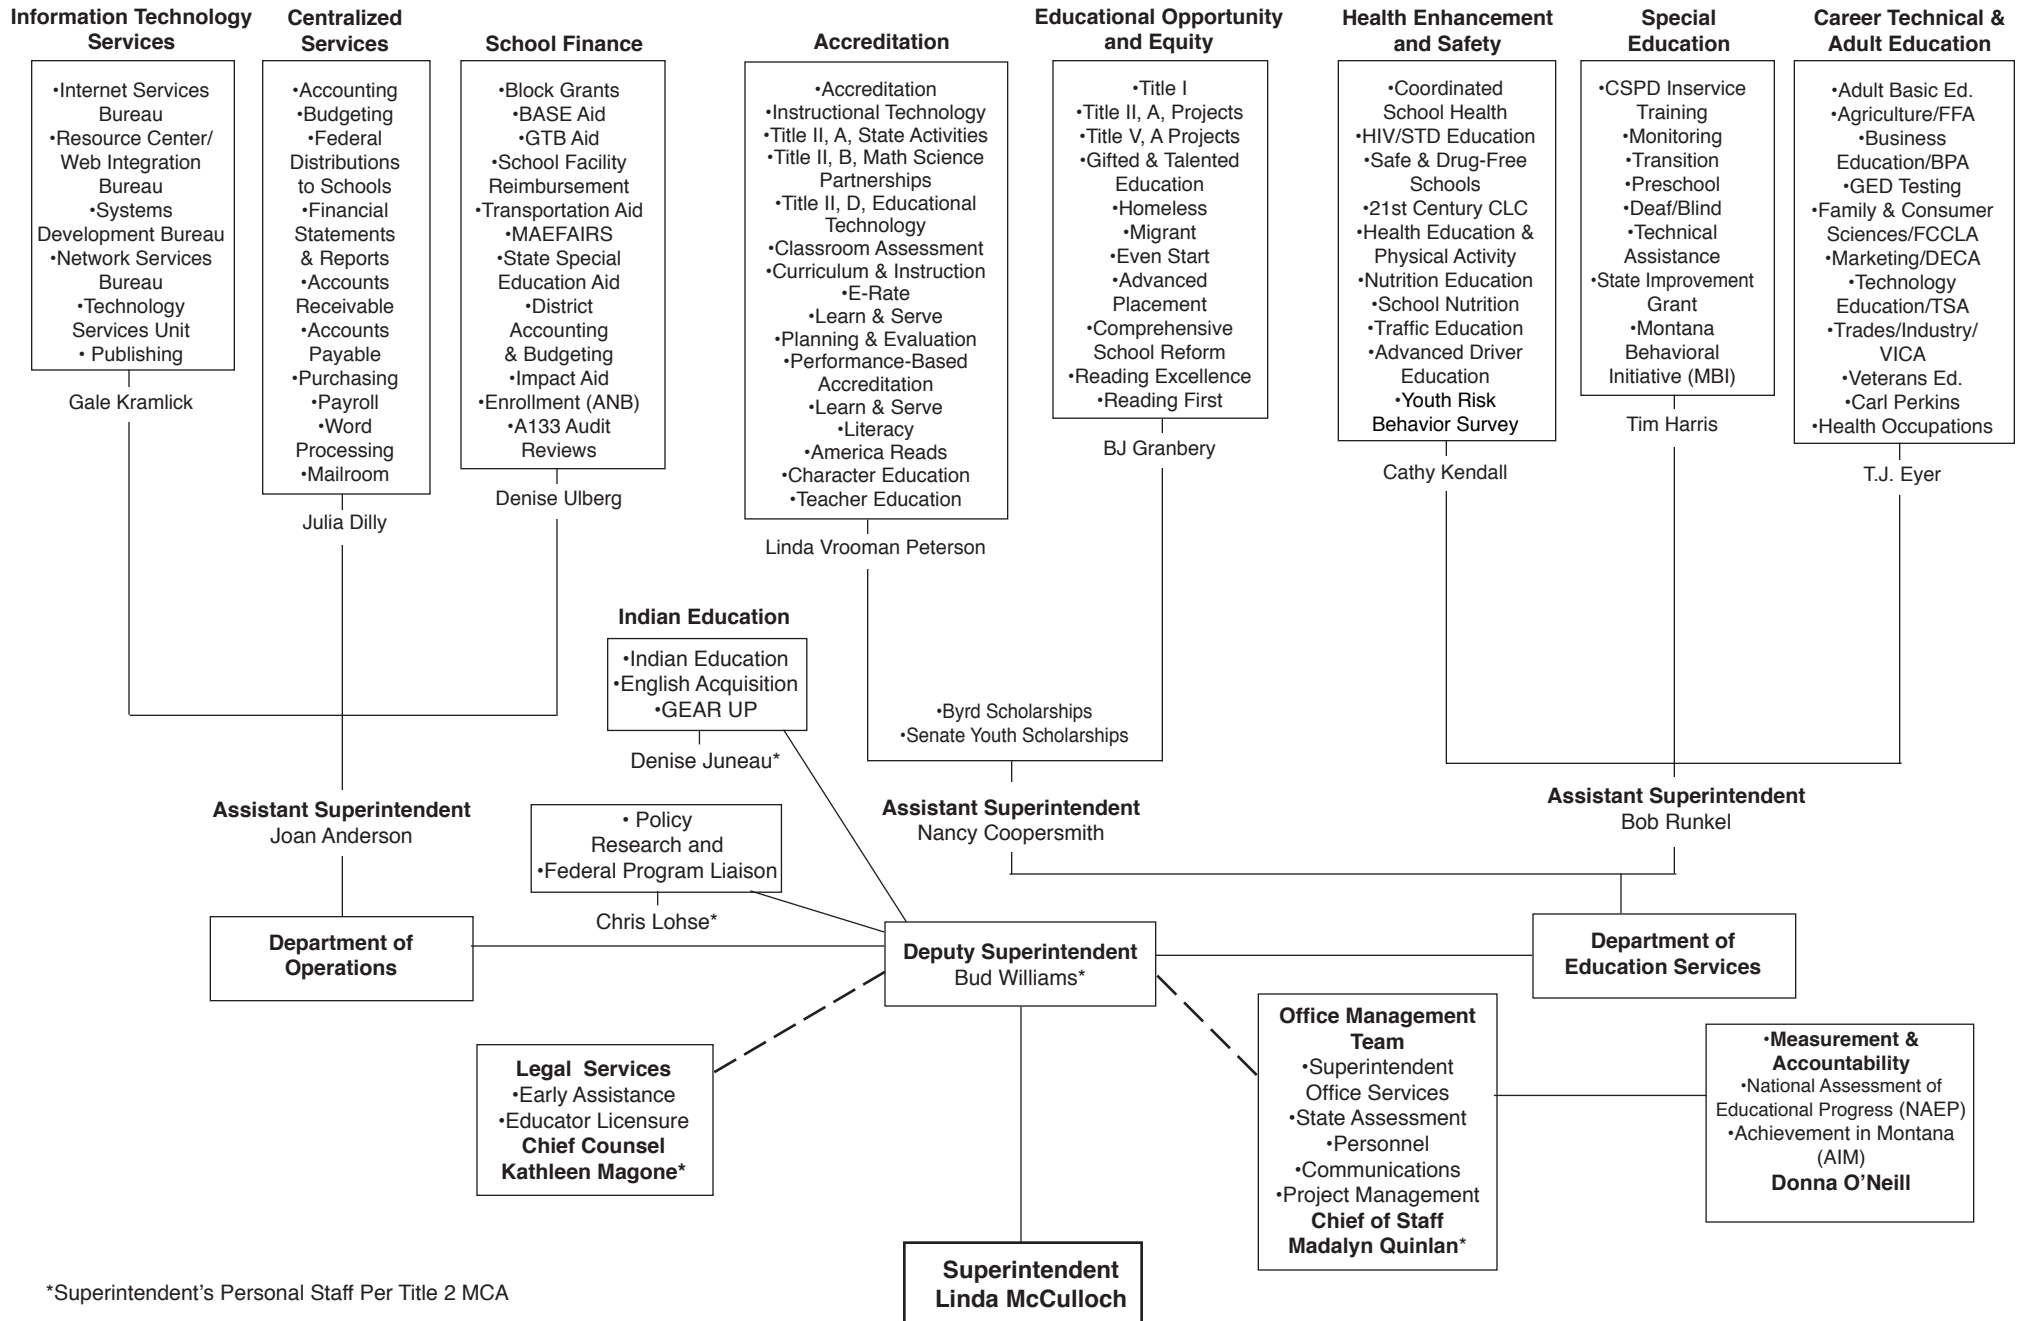 Information Technology
Services
•Internet Services
Bureau
•Resource Center/
Web Integration
Bureau
•Systems
Development Bureau
•Network Services
Bureau
•Technology
Services Unit
• Publishing
Gale Kramlick
Centralized
Services
•Accounting
•Budgeting
•Federal
Distributions
to Schools
•Financial
Statements
& Reports
•Accounts
Receivable
•Accounts
Payable
•Purchasing
•Payroll
•Word
Processing
•Mailroom
Julia Dilly
School Finance
•Block Grants
•BASE Aid
•GTB Aid
•School Facility
Reimbursement
•Transportation Aid
•MAEFAIRS
•State Special
Education Aid
•District
Accounting
& Budgeting
•Impact Aid
•Enrollment (ANB)
•A133 Audit
Reviews
Denise Ulberg
Accreditation
•Accreditation
•Instructional Technology
•Title II, A, State Activities
•Title II, B, Math Science
Partnerships
•Title II, D, Educational
Technology
•Classroom Assessment
•Curriculum & Instruction
•E-Rate
•Learn & Serve
•Planning & Evaluation
•Performance-Based
Accreditation
•Learn & Serve
•Literacy
•America Reads
•Character Education
•Teacher Education
Linda Vrooman Peterson
Educational Opportunity
and Equity
•Title I
•Title II, A, Projects
•Title V, A Projects
•Gifted & Talented
Education
•Homeless
•Migrant
•Even Start
•Advanced
Placement
•Comprehensive
School Reform
•Reading Excellence
•Reading First
BJ Granbery
Health Enhancement
and Safety
•Coordinated
School Health
•HIV/STD Education
•Safe & Drug-Free
Schools
•21st Century CLC
•Health Education &
Physical Activity
•Nutrition Education
•School Nutrition
•Traffic Education
•Advanced Driver
Education
•Youth Risk
Behavior Survey
Cathy Kendall
Special
Education
•CSPD Inservice
Training
•Monitoring
•Transition
•Preschool
•Deaf/Blind
•Technical
Assistance
•State Improvement
Grant
•Montana
Behavioral
Initiative (MBI)
Tim Harris
Career Technical &
Adult Education
•Adult Basic Ed.
•Agriculture/FFA
•Business
Education/BPA
•GED Testing
•Family & Consumer
Sciences/FCCLA
•Marketing/DECA
•Technology
Education/TSA
•Trades/Industry/
VICA
•Veterans Ed.
•Carl Perkins
•Health Occupations
T.J. Eyer
Indian Education
•Indian Education
•English Acquisition
•GEAR UP
Denise Juneau*
•Byrd Scholarships
•Senate Youth Scholarships
Assistant Superintendent
Joan Anderson
• Policy
Research and
•Federal Program Liaison
Chris Lohse*
Assistant Superintendent
Nancy Coopersmith
Assistant Superintendent
Bob Runkel
Department of
Operations
Deputy Superintendent
Bud Williams*
Department of
Education Services
Legal Services
•Early Assistance
•Educator Licensure
Chief Counsel
Kathleen Magone*
Office Management
Team
•Superintendent
Office Services
•State Assessment
•Personnel
•Communications
•Project Management
Chief of Staff
Madalyn Quinlan*
•Measurement &
Accountability
•National Assessment of
Educational Progress (NAEP)
•Achievement in Montana
(AIM)
Donna O’Neill
Superintendent
Linda McCulloch
*Superintendent’s Personal Staff Per Title 2 MCA